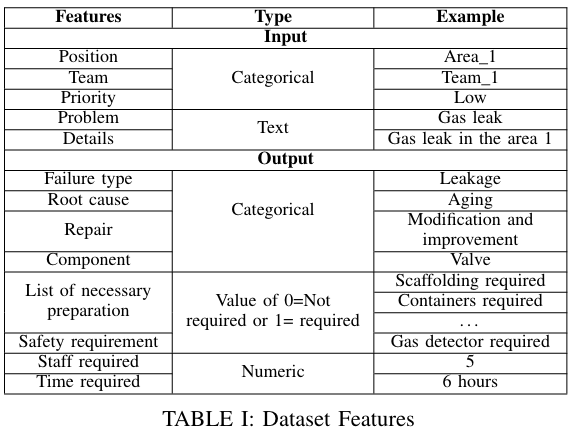 Features Type Example
Input
Position Categorical Area_1
Team Team_1
Priority Low
Problem Text Gas leak
Details Gas leak in the area 1
Output
Failure type Categorical Leakage
Root cause Aging
Repair Modification and
improvement
Component Valve
List of necessary
preparation
Value of 0=Not
required or 1= required
Scaffolding required
Containers required
...
Safety requirement Gas detector required
Staff required Numeric 5
Time required 6 hours
TABLE I: Dataset Features